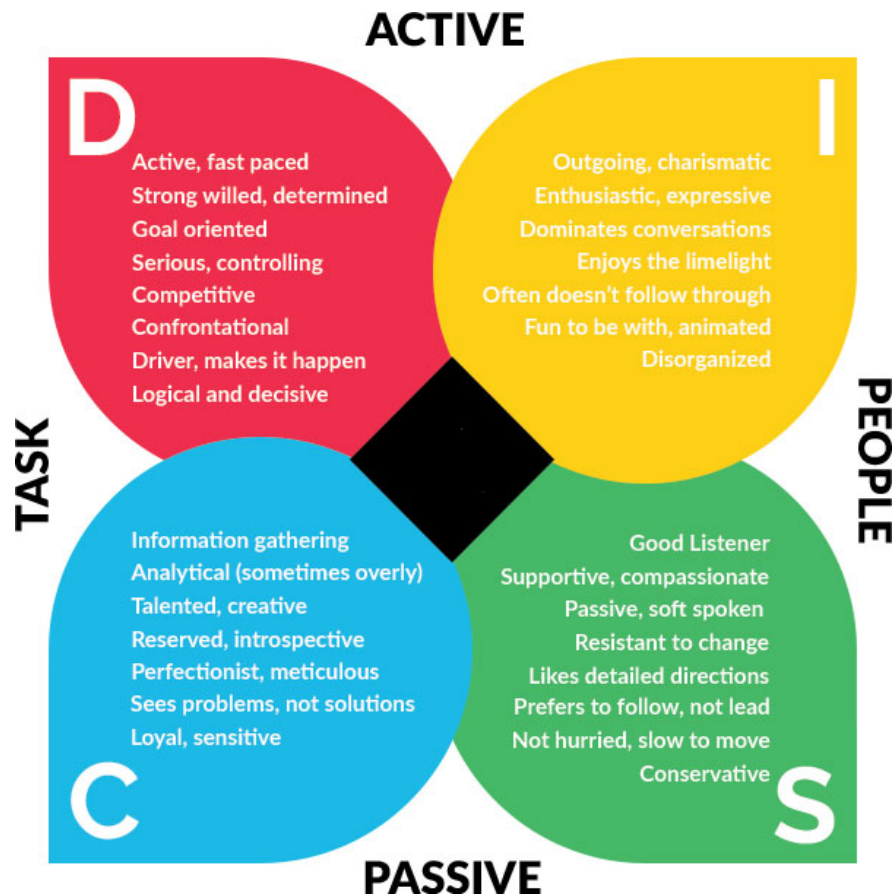 ACTIVE
D
Active, fast paced
Strong willed, determined
Goal oriented
Serious, controlling
Competitive
Confrontational
Driver, makes it happen
Logical and decisive
I
Outgoing, charismatic
Enthusiastic, expressive
Dominates conversations
Enjoys the limelight
Often doesn't follow through
Fun to be with, animated
Disorganized
TASK
PEOPLE
Information gathering
Analytical (sometimes overly)
Talented, creative
Reserved, introspective
Perfectionist, meticulous
Sees problems, not solutions
Loyal, sensitive
C
Good Listener
Supportive, compassionate
Passive, soft spoken
Resistant to change
Likes detailed directions
Prefers to follow, not lead
Not hurried, slow to move
Conservative
S
PASSIVE